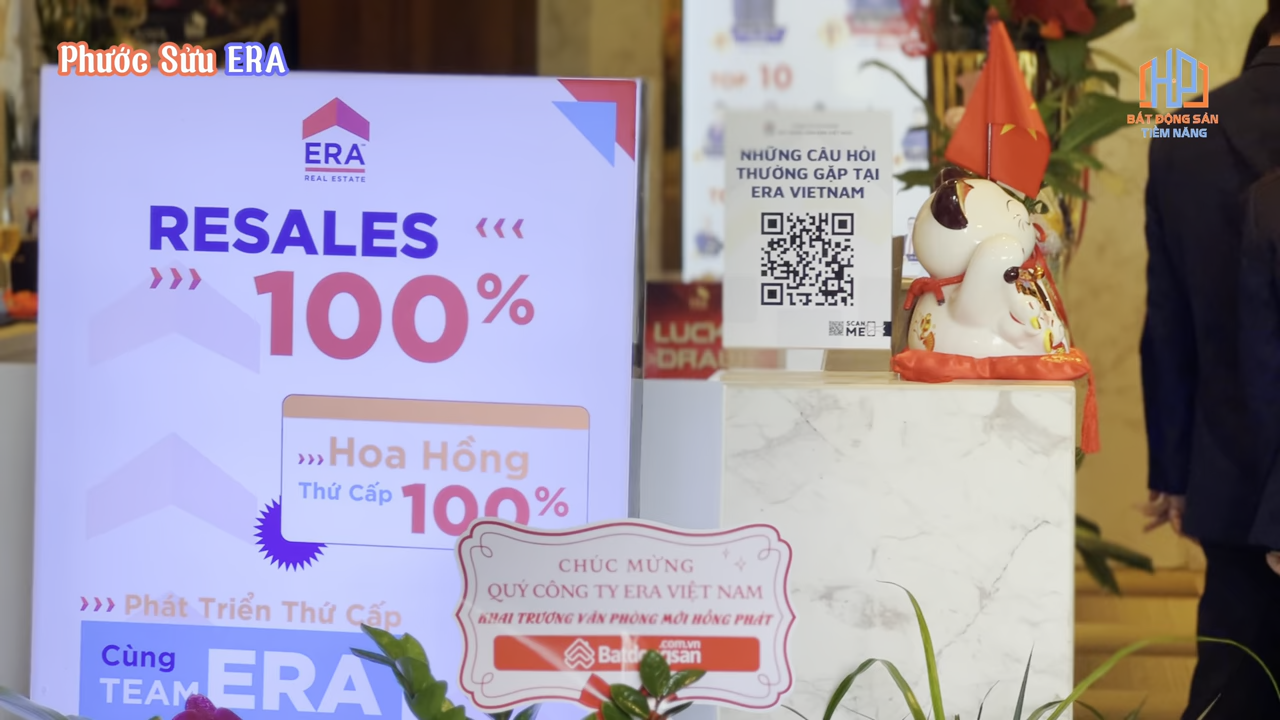 Phước Sửu ERA
ERA
REAL ESTATE
RESALES
100%
Hoa Hồng
Thứ Cấp 100%
Phát Triển Thứ Cấp
Cùng
TEAM ERA
TOP 10
NHỮNG CÂU HỎI
THƯỜNG GẶP TẠI
ERA VIETNAM
SCAN
ME
LUCK
DRAW
CHÚC MỪNG
QUÝ CÔNG TY ERA VIỆT NAM
KHAI TRƯƠNG VĂN PHÒNG MỚI HỒNG PHÁT
Batdongsan.com.vn
HP
BẤT ĐỘNG SẢN
TIỀM NĂNG